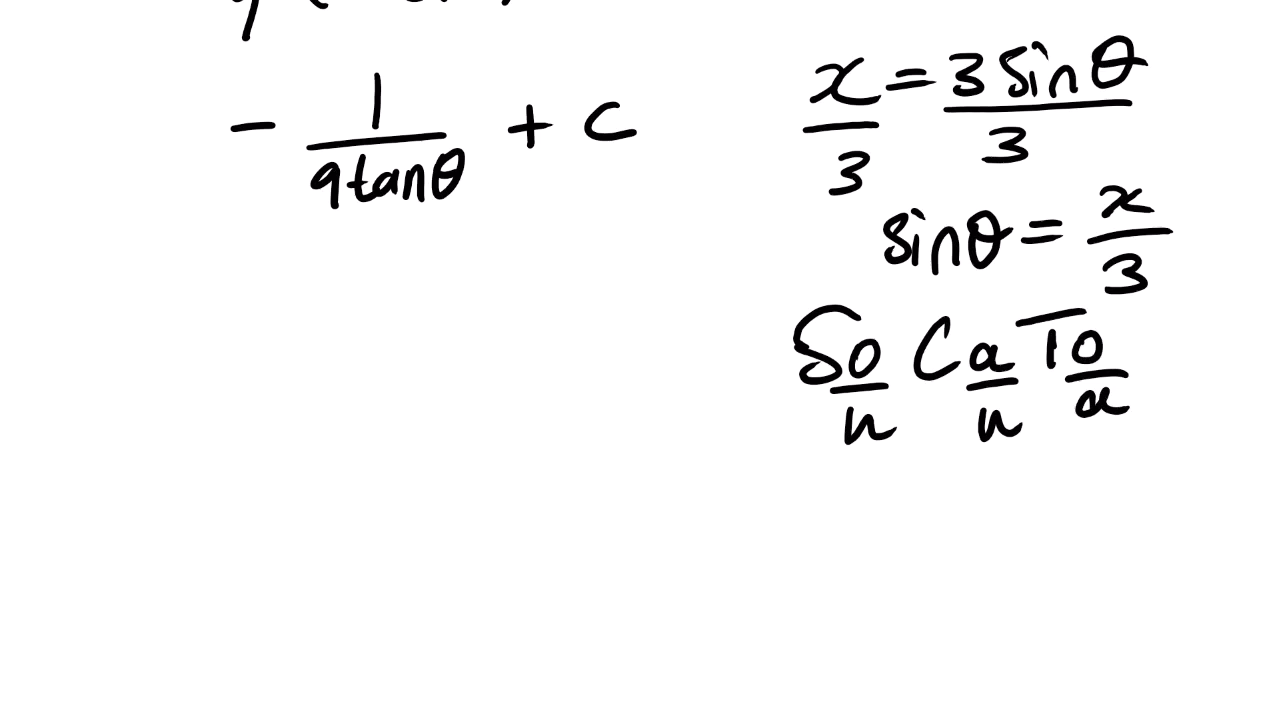 - 1/(9tanθ) + c
x/3 = 3sinθ/3
sinθ = x/3
So/h Ca/h To/a